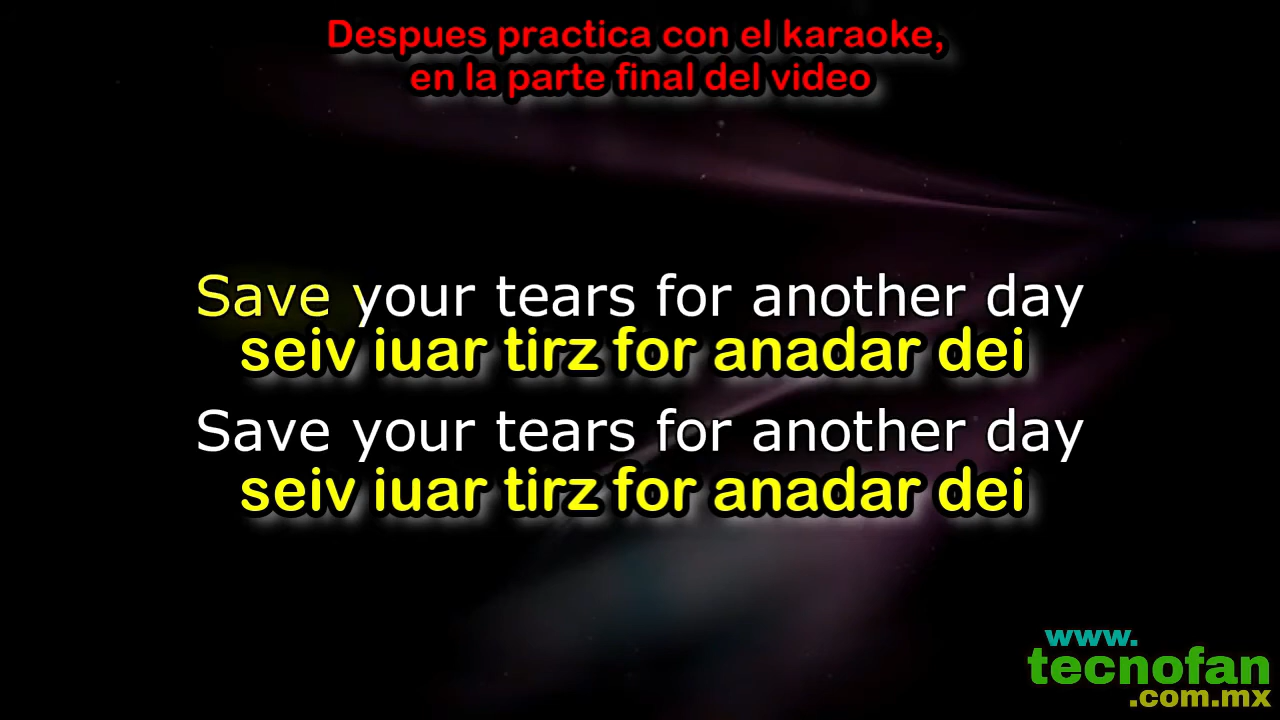 Despues practica con el karaoke,
en la parte final del video
Save your tears for another day
seiv iuar tirz for anadar dei
Save your tears for another day
seiv iuar tirz for anadar dei
www.
tecnofan
.com.mx